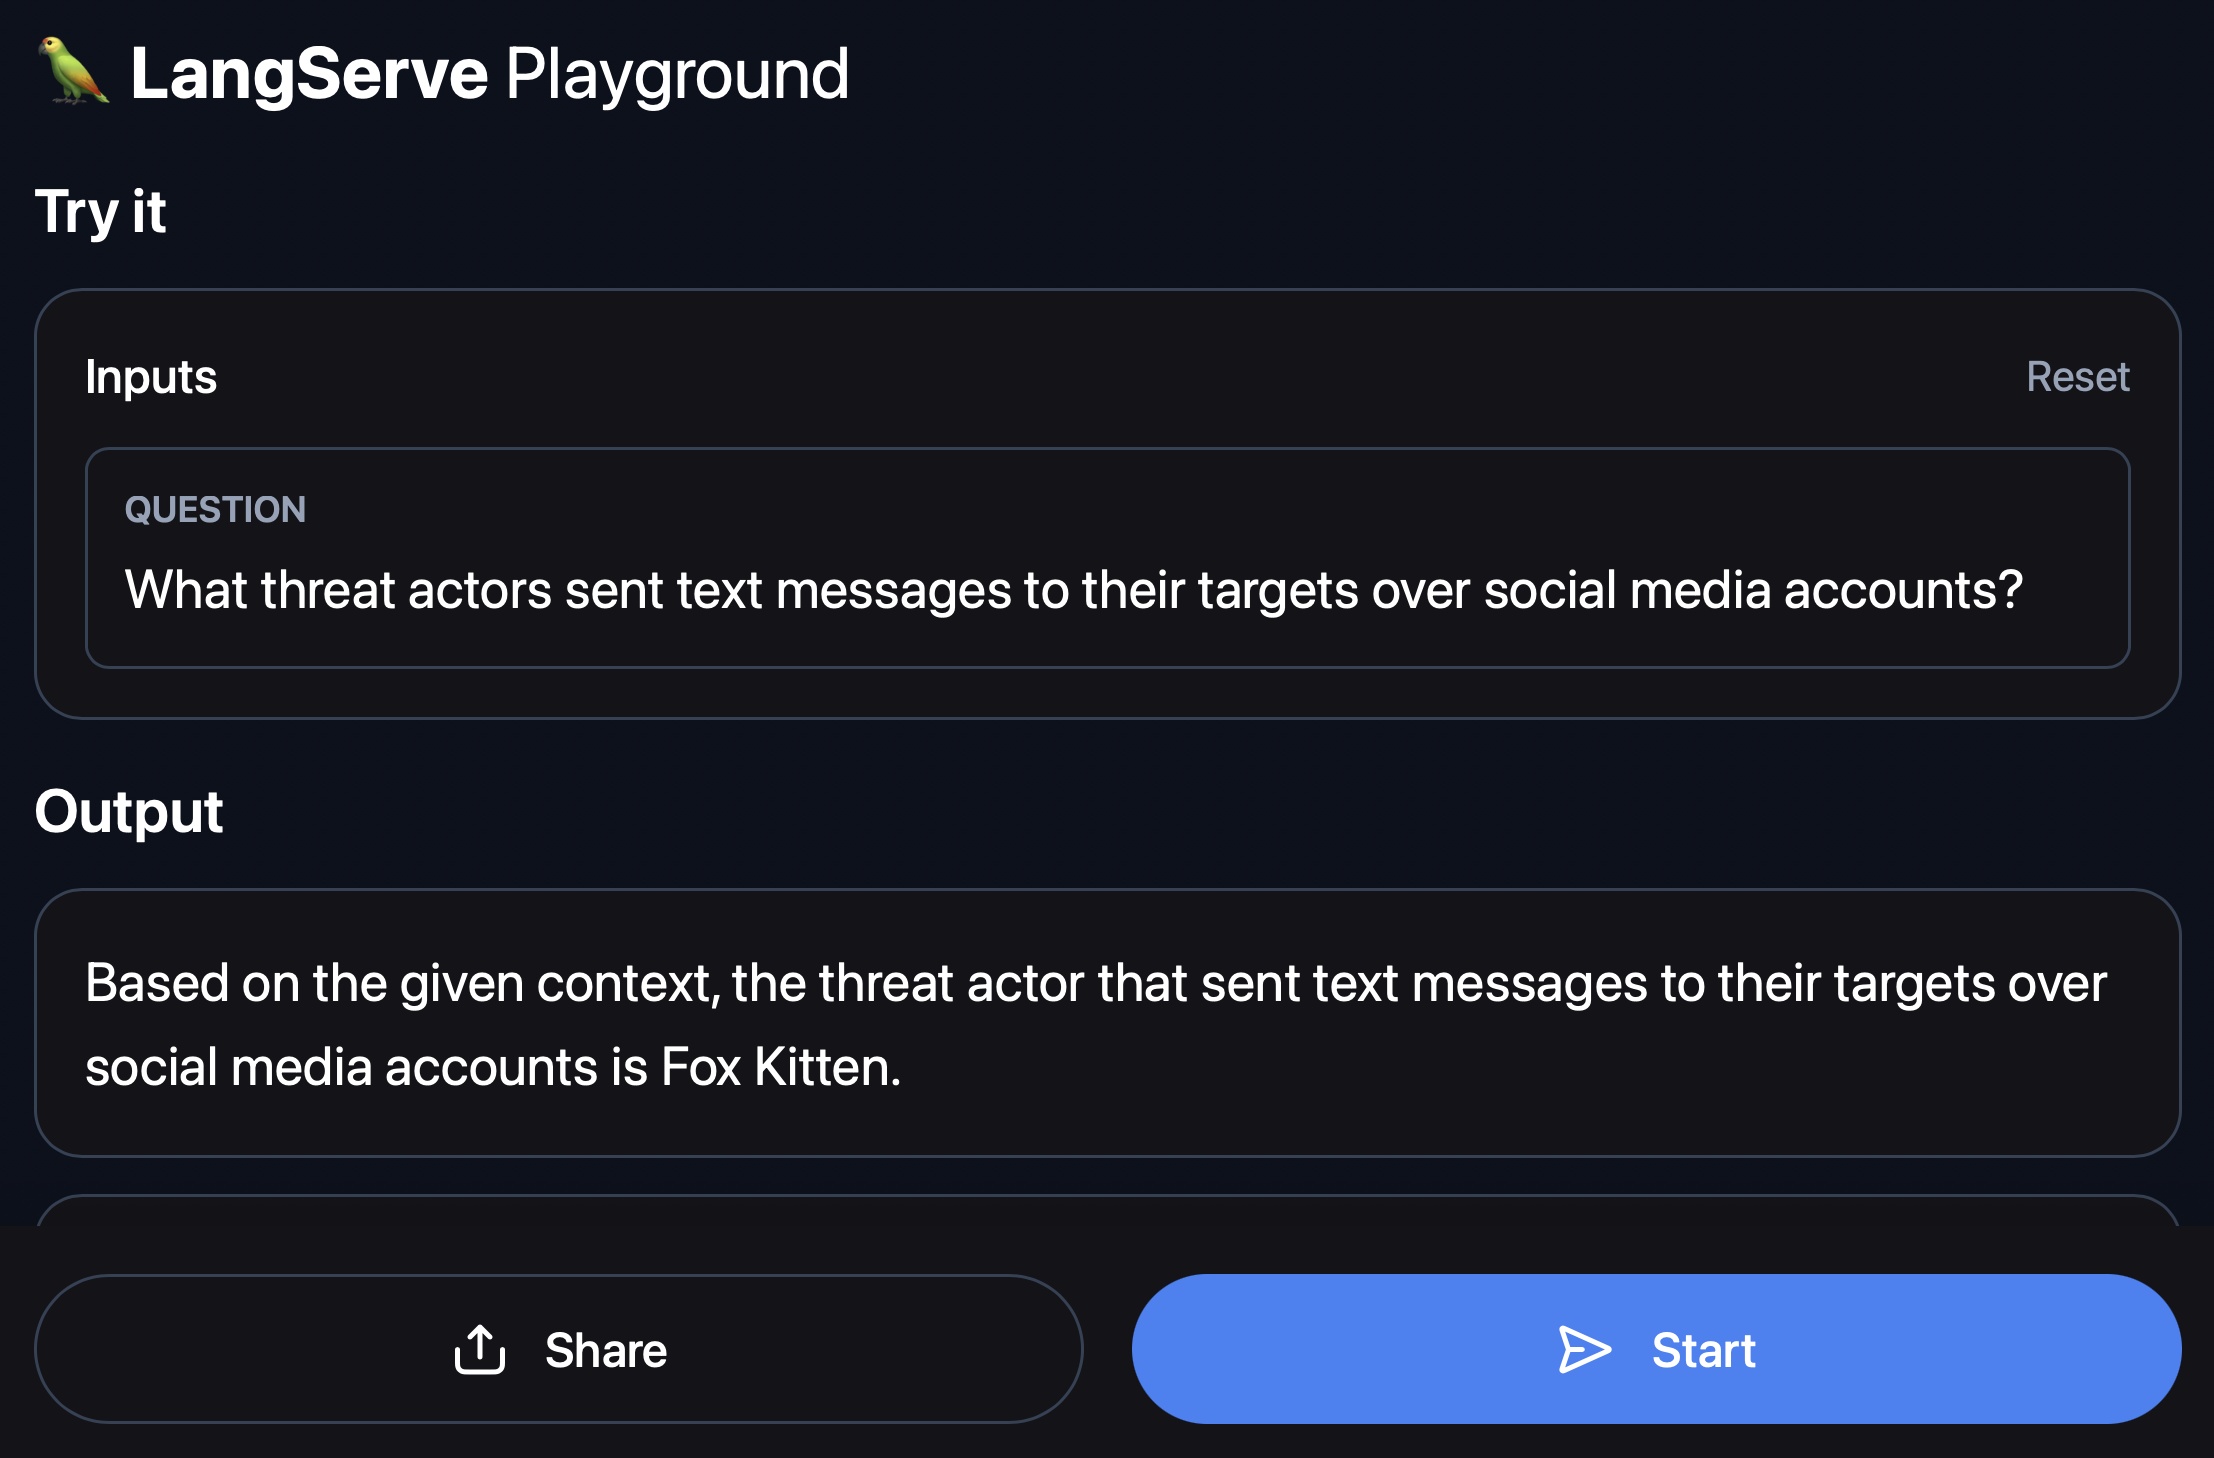 LangServe Playground
Try it
Inputs
Reset
QUESTION
What threat actors sent text messages to their targets over social media accounts?
Output
Based on the given context, the threat actor that sent text messages to their targets over
social media accounts is Fox Kitten.
Share
Start